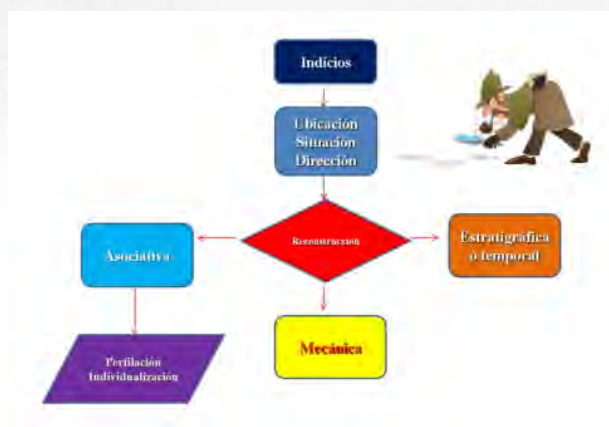 Indicios
Ubicación
Situación
Dirección
Reconstrucción
Asociativa
Estratigráfica
ó temporal
Mecánica
Perfilación
Individualización